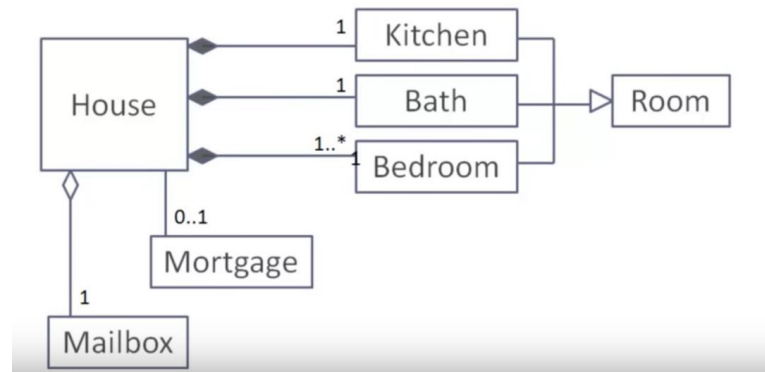 1
Kitchen
House
1
Bath
Room
1..*
1
Bedroom
0..1
Mortgage
1
Mailbox